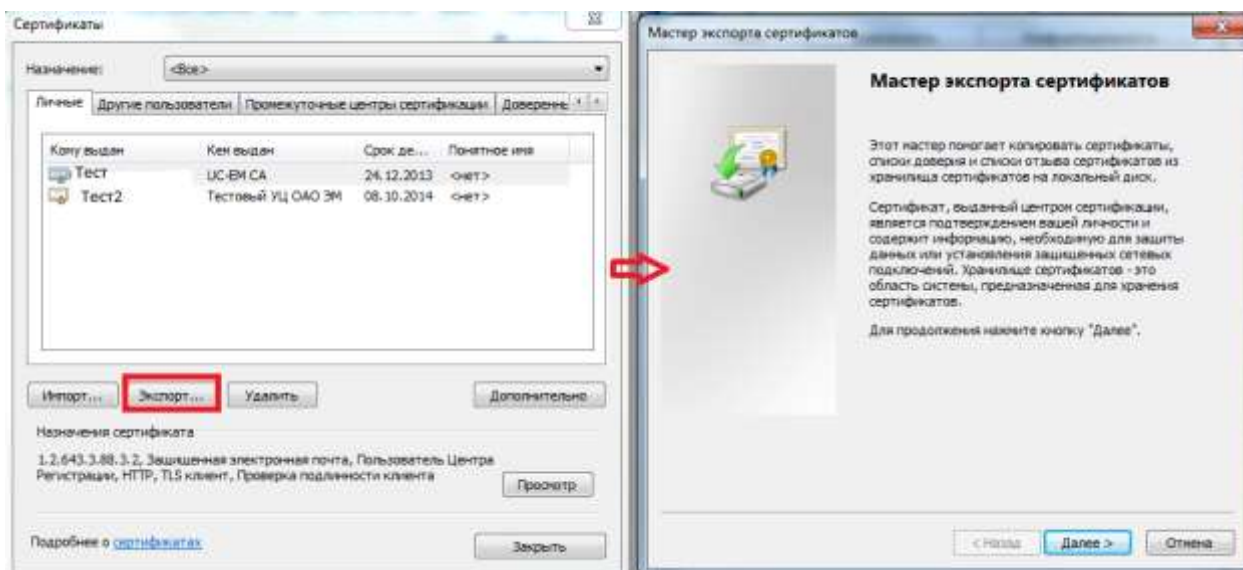 Сертификаты
Назначение: <Все>
Личные Другие пользователи Промежуточные центры сертификации Доверенны
Кому выдан Кем выдан Срок де... Понятное имя
Тест UC-EM CA 24.12.2013 <нет>
Тест2 Тестовый УЦ ОАО ЭМ 08.10.2014 <нет>
Импорт... Экспорт... Удалить Дополнительно
Назначения сертификата
1.2.643.3.88.3.2, Защищенная электронная почта, Пользователь Центра
Регистрации, HTTP, TLS клиент, Проверка подлинности клиента
Просмотр
Подробнее о сертификатах
Закрыть
Мастер экспорта сертификатов
Мастер экспорта сертификатов
Этот мастер помогает копировать сертификаты,
списки доверия и списки отзыва сертификатов из
хранилища сертификатов на локальный диск.
Сертификат, выданный центром сертификации,
является подтверждением вашей личности и
содержит информацию, необходимую для защиты
данных или установления защищенных сетевых
подключений. Хранилище сертификатов - это
область системы, предназначенная для хранения
сертификатов.
Для продолжения нажмите кнопку "Далее".
< Назад Далее > Отмена